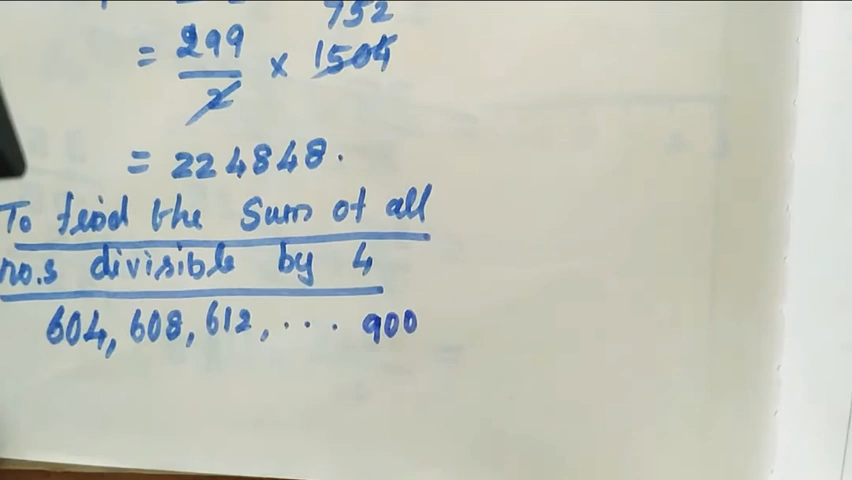 752
= 299/2 × 1504
= 224848.
To find the Sum of all
no.s divisible by 4
604, 608, 612, ... 900